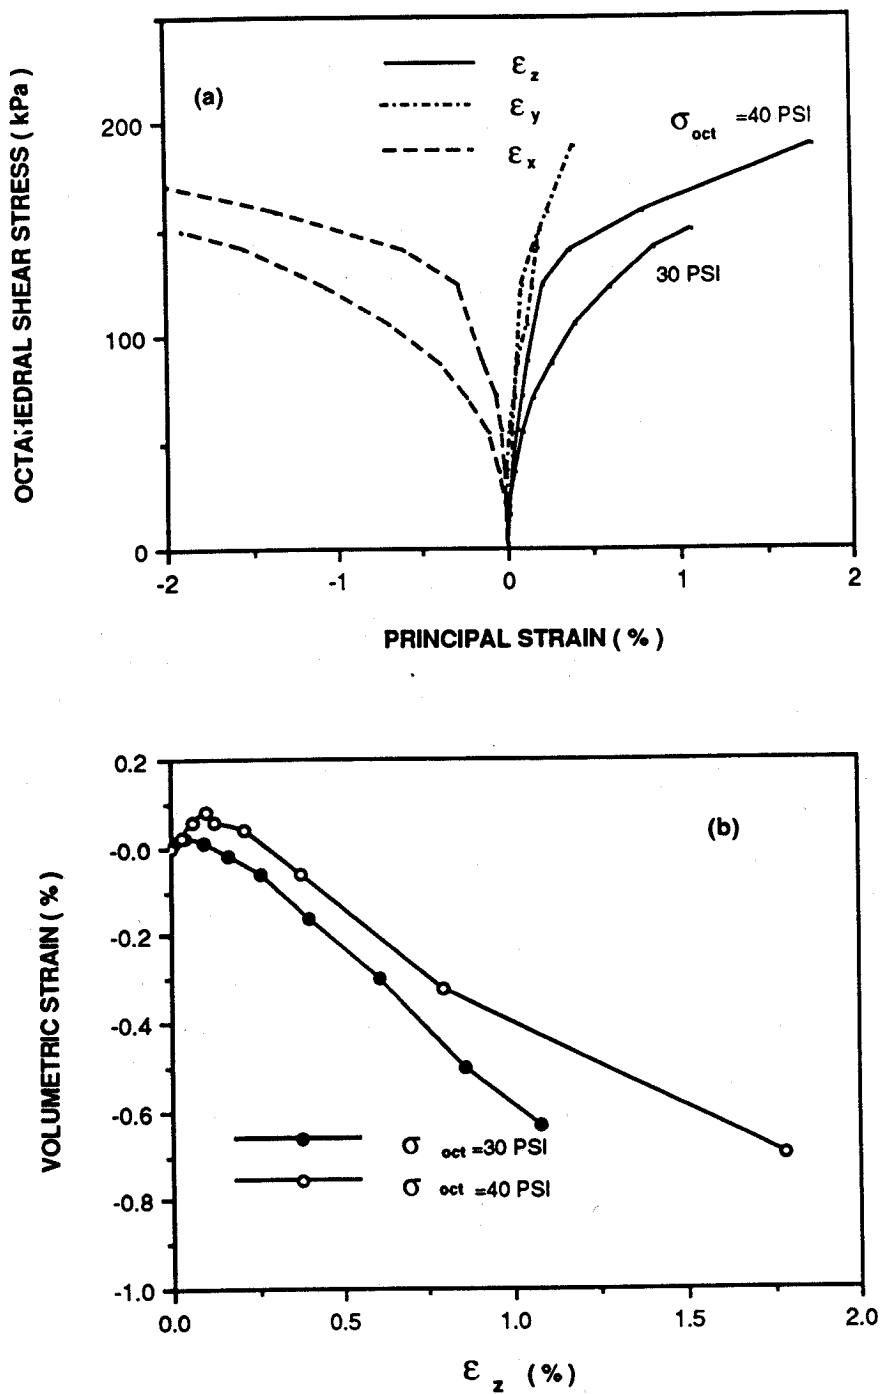 (a)
ε z
ε y
ε x
σ oct =40 PSI
30 PSI
200
100
0
-2 -1 0 1 2
OCTAHEDRAL SHEAR STRESS ( kPa )
PRINCIPAL STRAIN ( % )
(b)
0.2
-0.0
-0.2
-0.4
-0.6
-0.8
-1.0
0.0 0.5 1.0 1.5 2.0
VOLUMETRIC STRAIN ( % )
σ oct =30 PSI
σ oct =40 PSI
ε z (%)